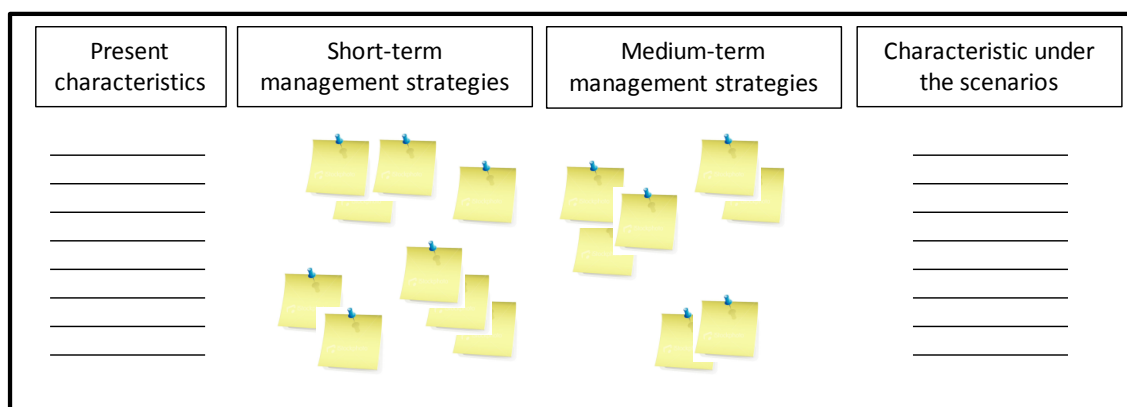 Present
characteristics
Short-term
management strategies
Medium-term
management strategies
Characteristic under
the scenarios